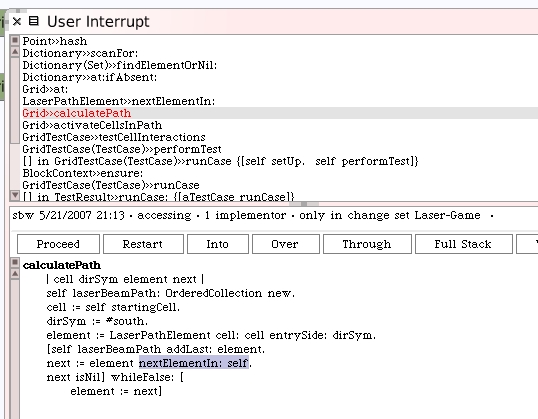 User Interrupt
Point>>hash
Dictionary>>scanFor:
Dictionary(Set)>>findElementOrNil:
Dictionary>>at:ifAbsent:
Grid>>at:
LaserPathElement>>nextElementIn:
Grid>>calculatePath
Grid>>activateCellsInPath
GridTestCase>>testCellInteractions
GridTestCase(TestCase)>>performTest
[] in GridTestCase(TestCase)>>runCase {[self setUp. self performTest]}
BlockContext>>ensure:
GridTestCase(TestCase)>>runCase
[] in TestResult>>runCase: {[aTestCase runCase]}
sbw 5/21/2007 21:13 · accessing · 1 implementor · only in change set Laser-Game ·
Proceed Restart Into Over Through Full Stack
calculatePath
| cell dirSym element next |
self laserBeamPath: OrderedCollection new.
cell := self startingCell.
dirSym := #south.
element := LaserPathElement cell: cell entrySide: dirSym.
[self laserBeamPath addLast: element.
next := element nextElementIn: self.
next isNil] whileFalse: [
element := next]